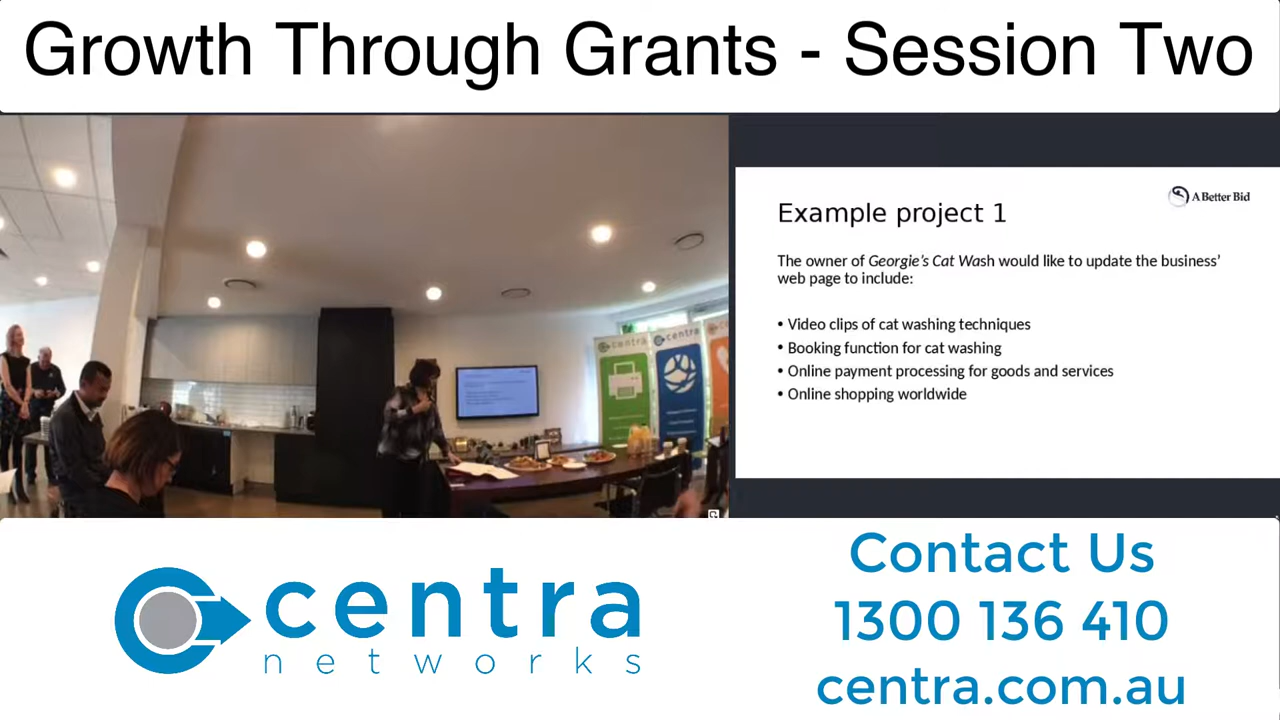 Growth Through Grants - Session Two
A Better Bid
Example project 1
The owner of Georgie's Cat Wash would like to update the business'
web page to include:
• Video clips of cat washing techniques
• Booking function for cat washing
• Online payment processing for goods and services
• Online shopping worldwide
centra
centra
centra
networks
Contact Us
1300 136 410
centra.com.au